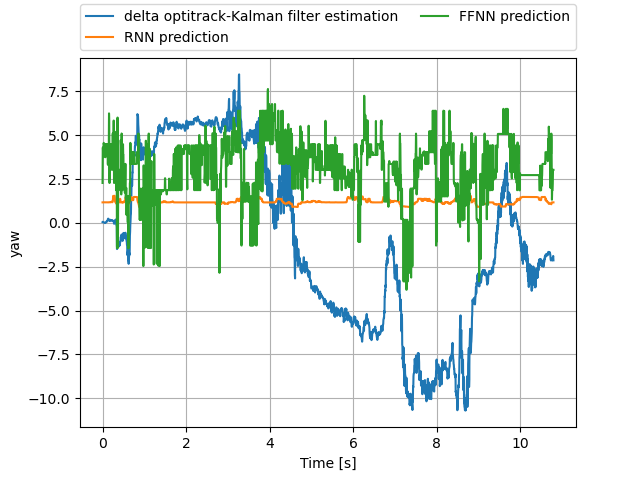 delta optitrack-Kalman filter estimation FFNN prediction
RNN prediction
7.5
5.0
2.5
0.0
−2.5
−5.0
−7.5
−10.0
yaw
0 2 4 6 8 10
Time [s]